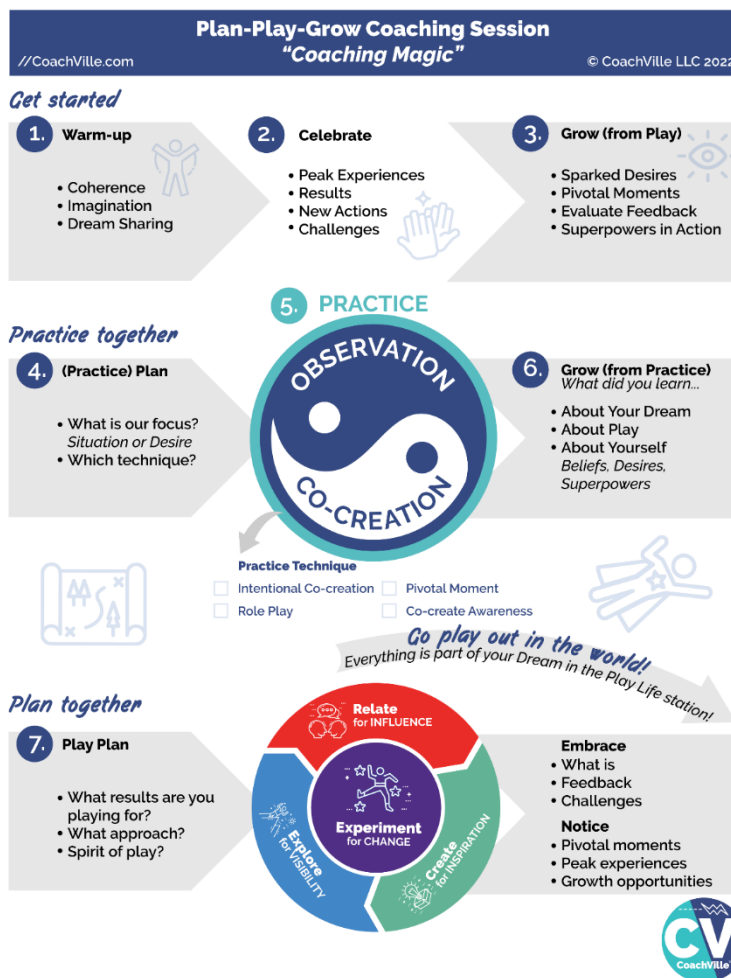 Plan-Play-Grow Coaching Session
"Coaching Magic"
//CoachVille.com
© CoachVille LLC 2022
Get started
1. Warm-up
• Coherence
• Imagination
• Dream Sharing
2. Celebrate
• Peak Experiences
• Results
• New Actions
• Challenges
3. Grow (from Play)
• Sparked Desires
• Pivotal Moments
• Evaluate Feedback
• Superpowers in Action
Practice together
4. (Practice) Plan
• What is our focus?
Situation or Desire
• Which technique?
5. PRACTICE
OBSERVATION
CO-CREATION
6. Grow (from Practice)
What did you learn...
• About Your Dream
• About Play
• About Yourself
Beliefs, Desires,
Superpowers
Practice Technique
Intentional Co-creation
Pivotal Moment
Role Play
Co-create Awareness
Go play out in the world!
Everything is part of your Dream in the Play Life station!
Plan together
7. Play Plan
• What results are you
playing for?
• What approach?
• Spirit of play?
Relate
for INFLUENCE
Explore
for VISIBILITY
Experiment
for CHANGE
Create
for INSPIRATION
Embrace
• What is
• Feedback
• Challenges
Notice
• Pivotal moments
• Peak experiences
• Growth opportunities
CV
CoachVille